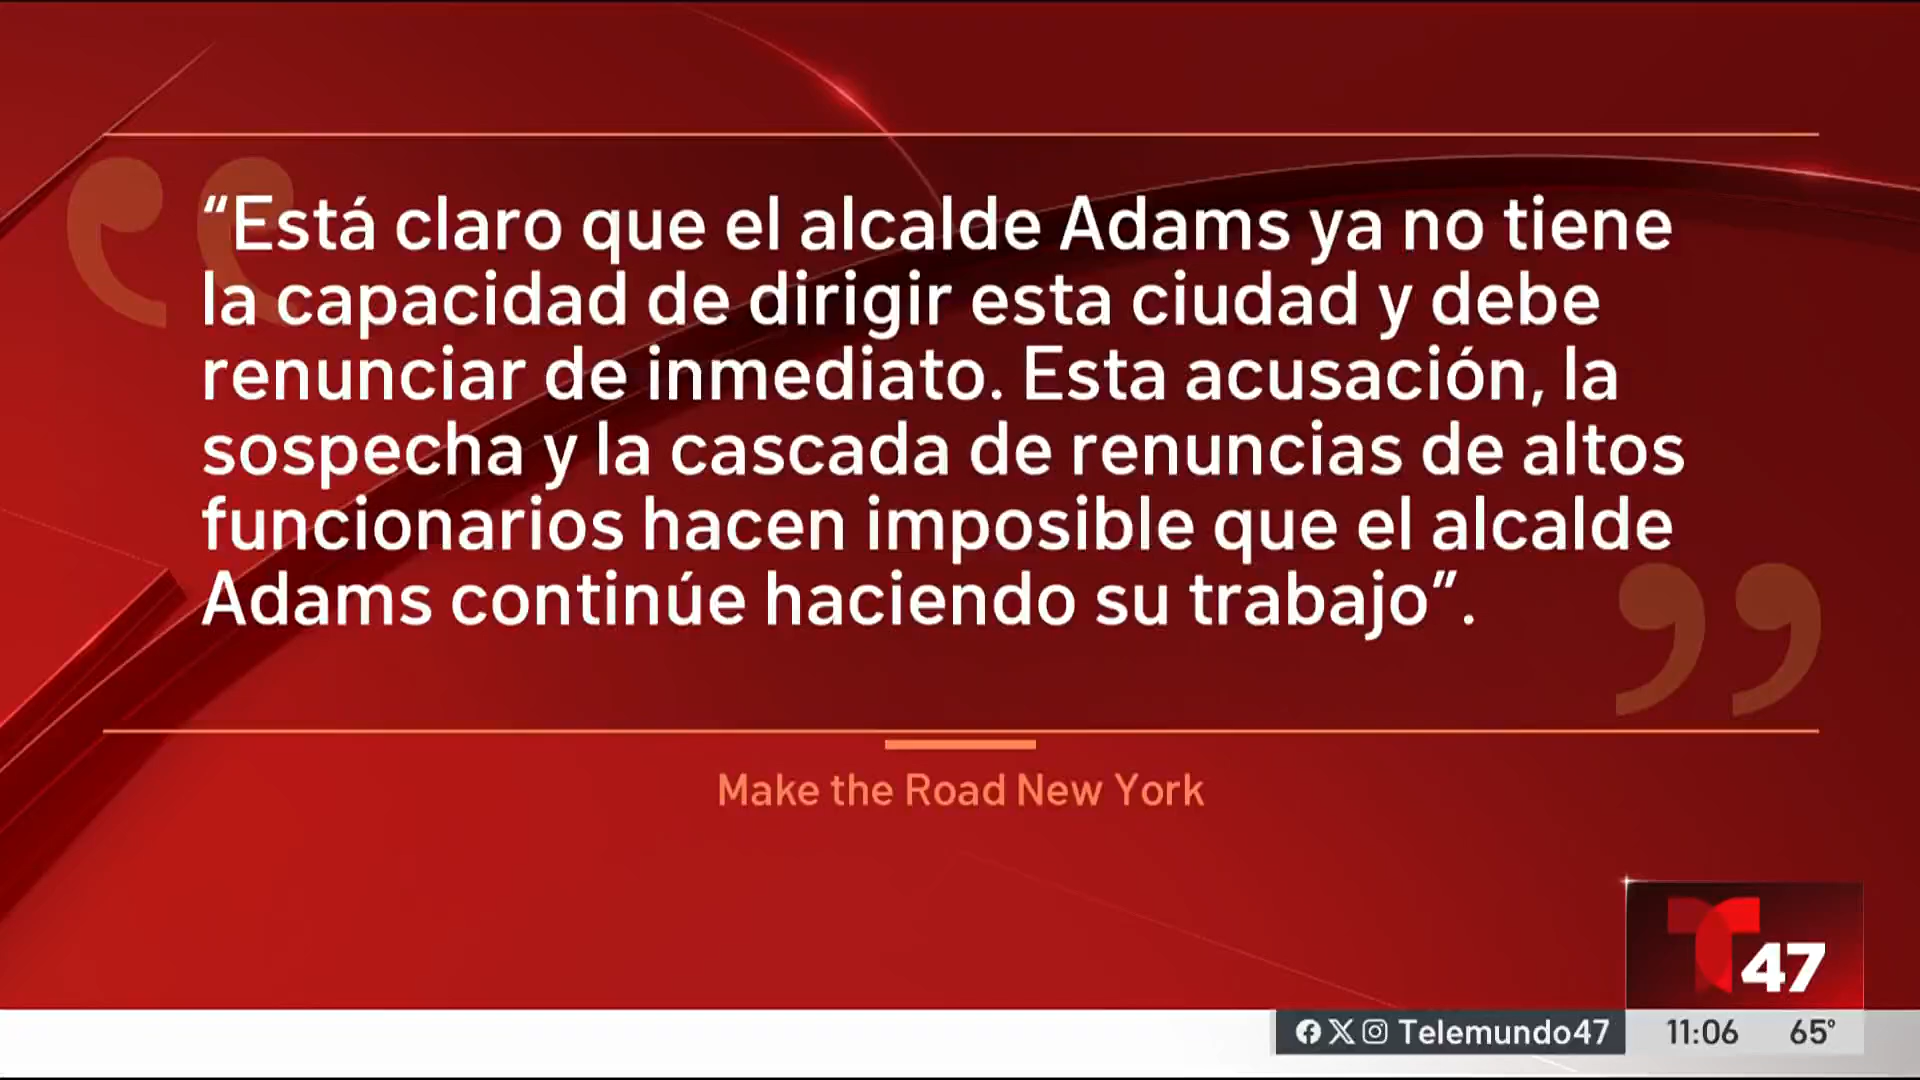 “Está claro que el alcalde Adams ya no tiene
la capacidad de dirigir esta ciudad y debe
renunciar de inmediato. Esta acusación, la
sospecha y la cascada de renuncias de altos
funcionarios hacen imposible que el alcalde
Adams continúe haciendo su trabajo”.
Make the Road New York
47
Telemundo47 11:06 65°